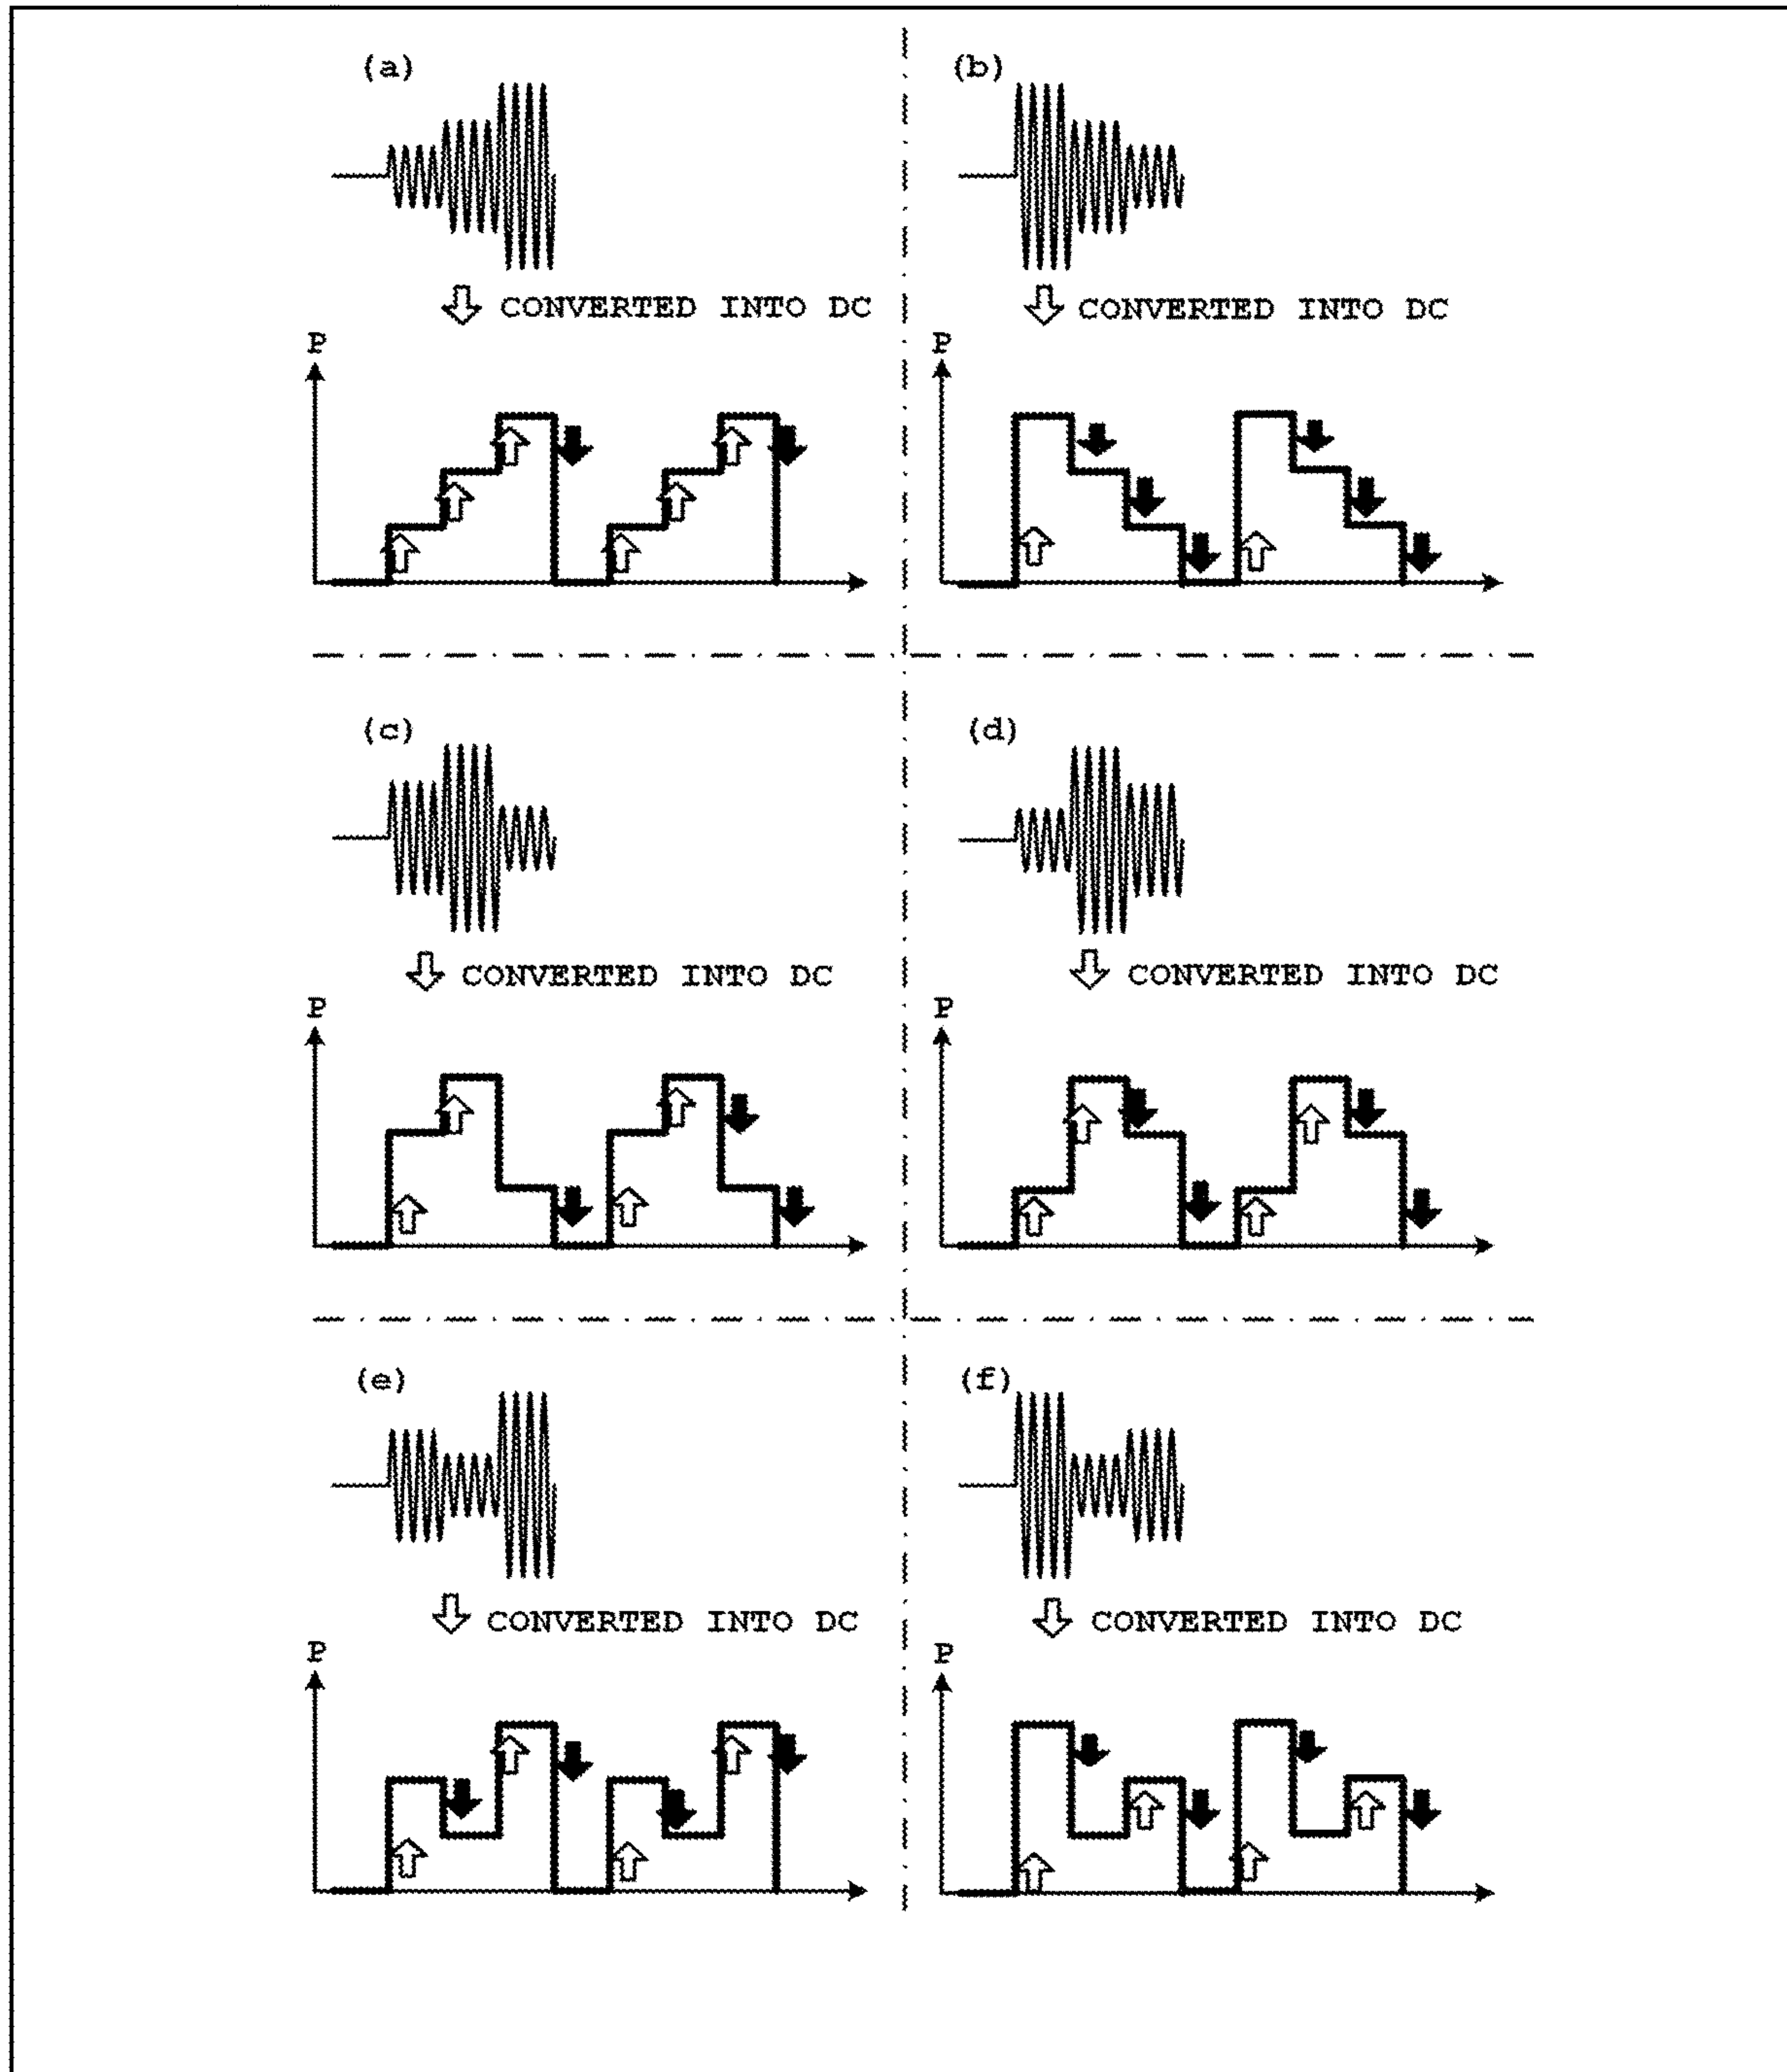 (a)
CONVERTED INTO DC
P
(b)
CONVERTED INTO DC
P
(c)
CONVERTED INTO DC
P
(d)
CONVERTED INTO DC
P
(e)
CONVERTED INTO DC
P
(f)
CONVERTED INTO DC
P